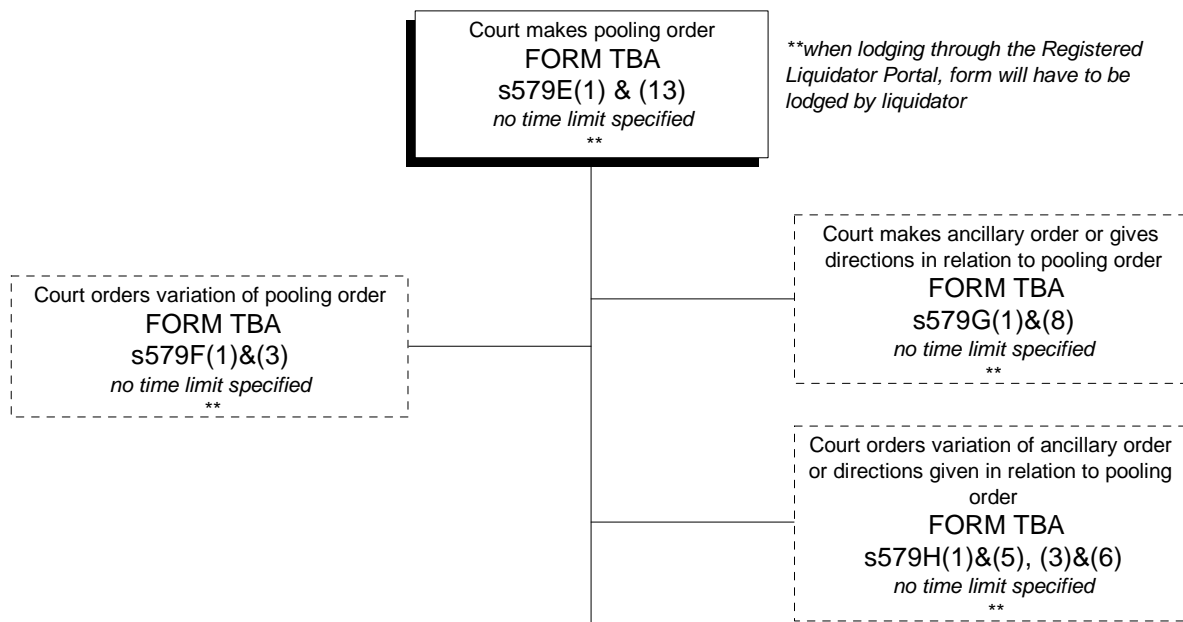 Court makes pooling order
FORM TBA
s579E(1) & (13)
no time limit specified
**
**when lodging through the Registered
Liquidator Portal, form will have to be
lodged by liquidator
Court makes ancillary order or gives
directions in relation to pooling order
FORM TBA
s579G(1)&(8)
no time limit specified
**
Court orders variation of pooling order
FORM TBA
s579F(1)&(3)
no time limit specified
**
Court orders variation of ancillary order
or directions given in relation to pooling
order
FORM TBA
s579H(1)&(5), (3)&(6)
no time limit specified
**